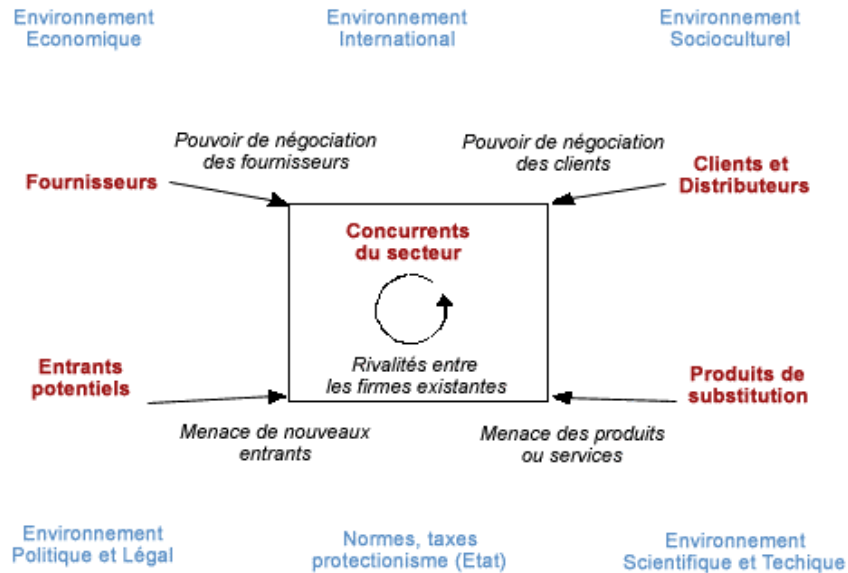 Environnement
Economique
Environnement
International
Environnement
Socioculturel
Pouvoir de négociation
des fournisseurs
Pouvoir de négociation
des clients
Fournisseurs
Clients et
Distributeurs
Concurrents
du secteur
Rivalités entre
les firmes existantes
Entrants
potentiels
Produits de
substitution
Menace de nouveaux
entrants
Menace des produits
ou services
Environnement
Politique et Légal
Normes, taxes
protectionisme (Etat)
Environnement
Scientifique et Techique